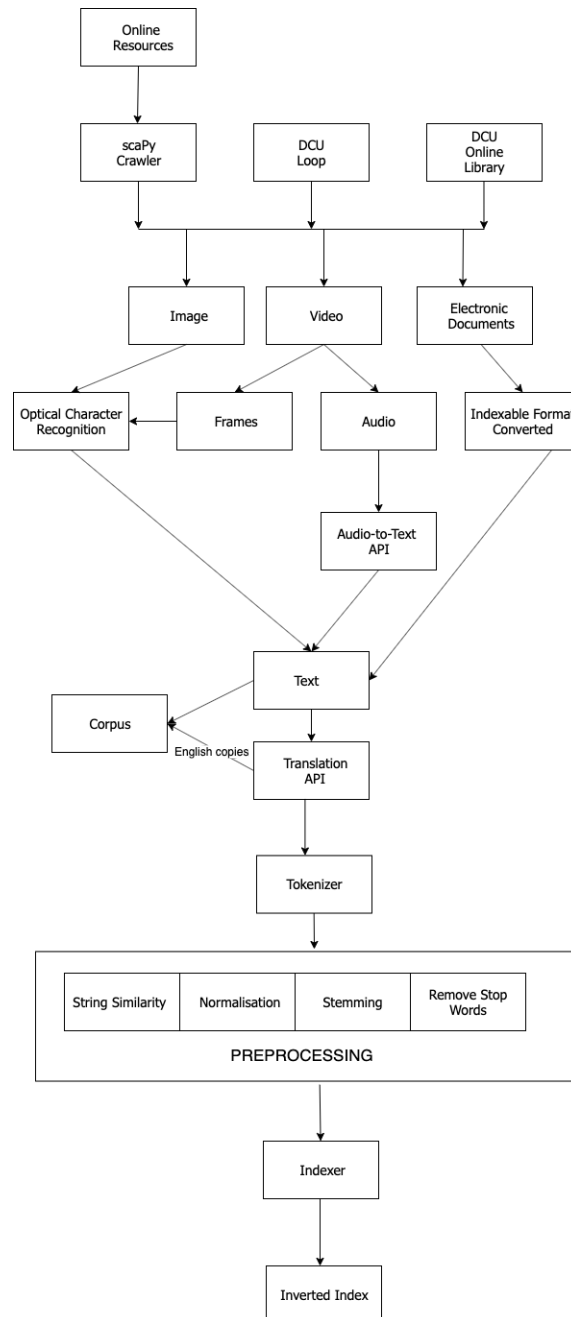 Online
Resources
scaPy
Crawler
DCU
Loop
DCU
Online
Library
Image
Video
Electronic
Documents
Optical Character
Recognition
Frames
Audio
Indexable Format
Converted
Audio-to-Text
API
Text
Corpus
English copies
Translation
API
Tokenizer
String Similarity
Normalisation
Stemming
Remove Stop
Words
PREPROCESSING
Indexer
Inverted Index